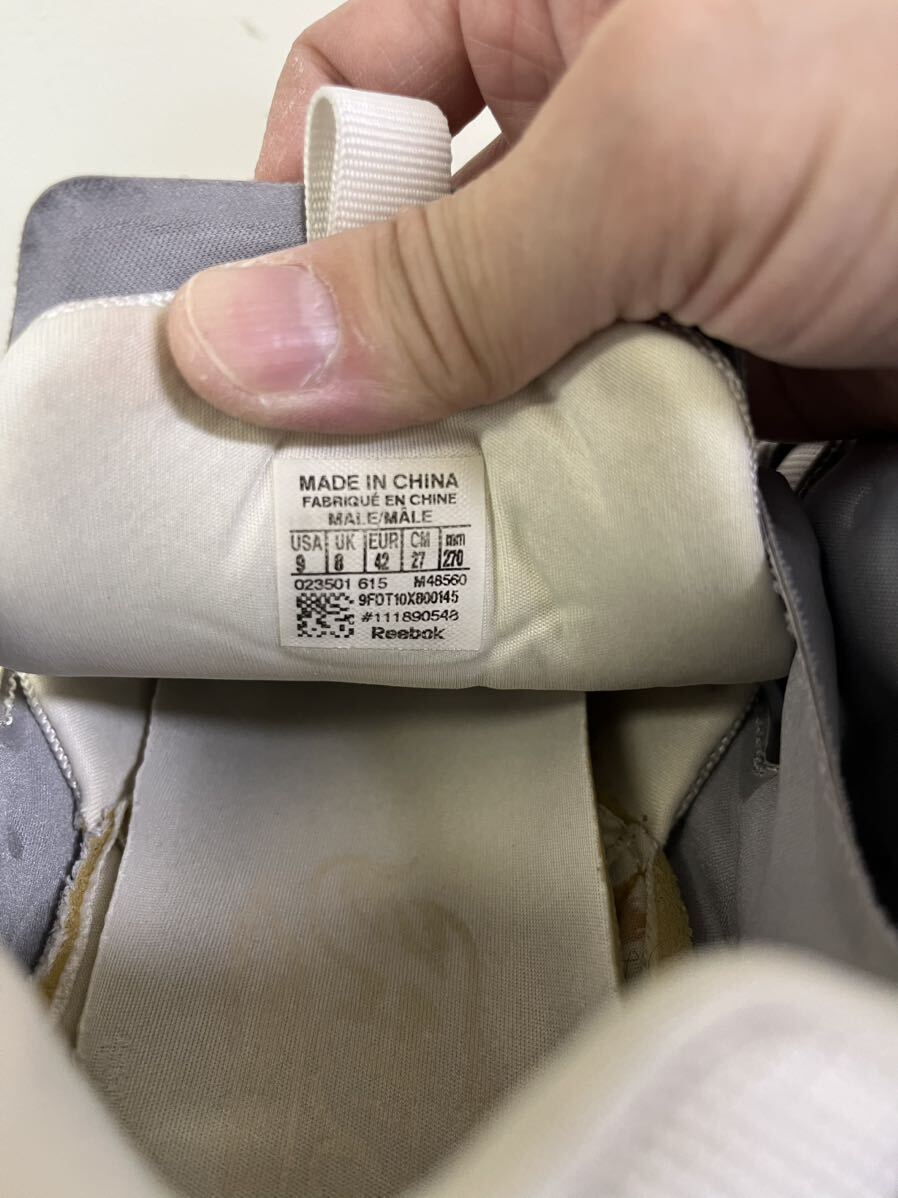 MADE IN CHINA
FABRIQUÉ EN CHINE
MALE/MÂLE
USA UK EUR CM mm
9 8 42 27 270
023501 615 M48560
9FDT10X800145
#111890548
Reebok